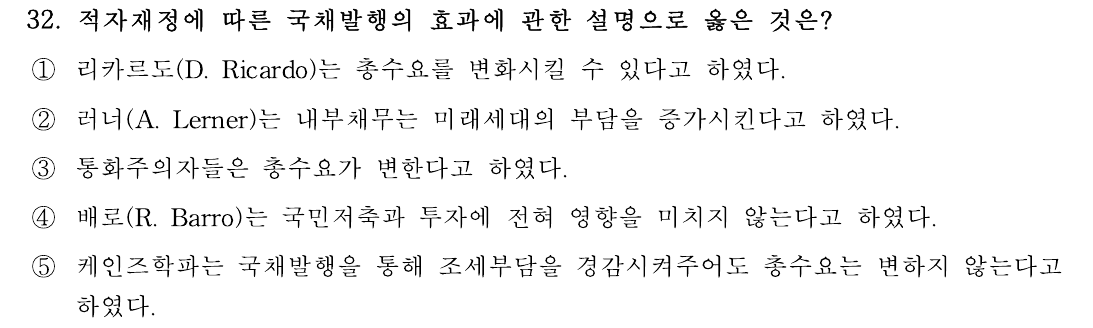 32. 적자재정에 따른 국채발행의 효과에 관한 설명으로 옳은 것은?
① 리카르도(D. Ricardo)는 총수요를 변화시킬 수 있다고 하였다.
② 러너(A. Lerner)는 내부채무는 미래세대의 부담을 증가시킨다고 하였다.
③ 통화주의자들은 총수요가 변한다고 하였다.
④ 배로(R. Barro)는 국민저축과 투자에 전혀 영향을 미치지 않는다고 하였다.
⑤ 케인즈학파는 국채발행을 통해 조세부담을 경감시켜주어도 총수요는 변하지 않는다고
하였다.